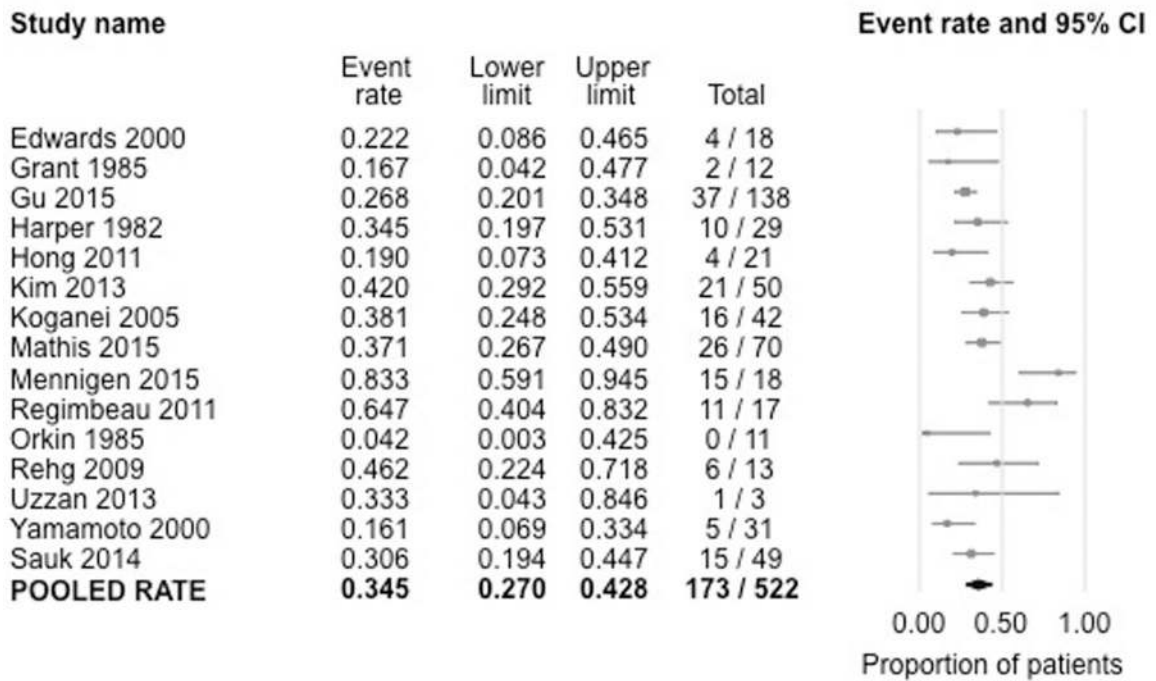 Study name Event rate and 95% CI
Event Lower Upper
rate limit limit Total
Edwards 2000 0.222 0.086 0.465 4 / 18
Grant 1985 0.167 0.042 0.477 2 / 12
Gu 2015 0.268 0.201 0.348 37 / 138
Harper 1982 0.345 0.197 0.531 10 / 29
Hong 2011 0.190 0.073 0.412 4 / 21
Kim 2013 0.420 0.292 0.559 21 / 50
Koganei 2005 0.381 0.248 0.534 16 / 42
Mathis 2015 0.371 0.267 0.490 26 / 70
Mennigen 2015 0.833 0.591 0.945 15 / 18
Regimbeau 2011 0.647 0.404 0.832 11 / 17
Orkin 1985 0.042 0.003 0.425 0 / 11
Rehg 2009 0.462 0.224 0.718 6 / 13
Uzzan 2013 0.333 0.043 0.846 1 / 3
Yamamoto 2000 0.161 0.069 0.334 5 / 31
Sauk 2014 0.306 0.194 0.447 15 / 49
POOLED RATE 0.345 0.270 0.428 173 / 522
0.00 0.50 1.00
Proportion of patients